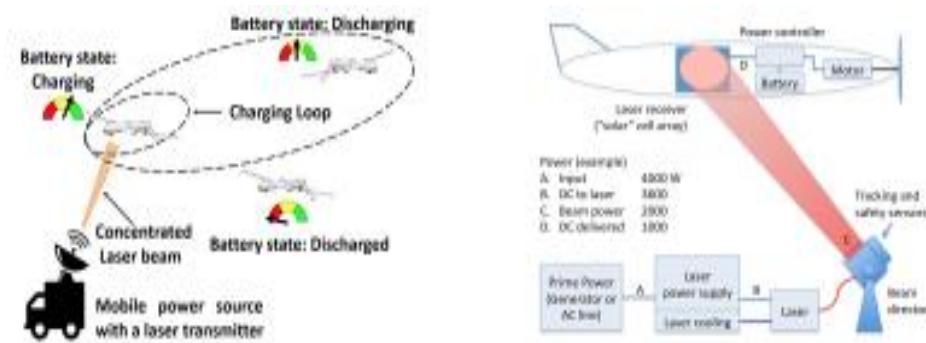 Battery state: Discharging
Battery state:
Charging
Charging Loop
Concentrated
Laser beam
Battery state: Discharged
Mobile power source
with a laser transmitter
Power controller
D
Battery
Motor
Laser receiver
("solar" cell array)
Power (example)
A. Input 4000 W
B. DC to laser 3600
C. Beam power 2000
D. DC delivered 1000
Tracking and
safety sensors
C
Prime Power
(Generator or
AC line)
A
Laser
power supply
Laser cooling
B
Laser
Beam
director